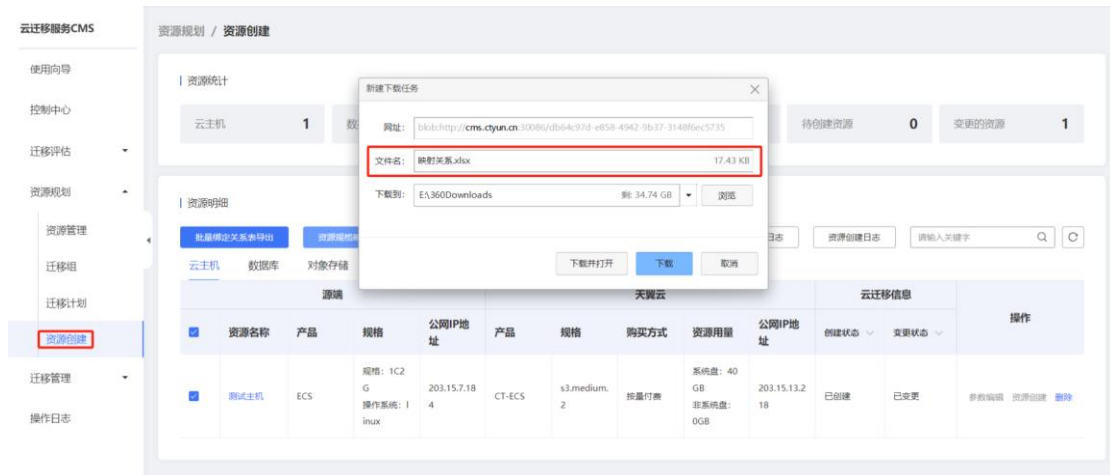 云迁移服务CMS
资源规划 / 资源创建
使用向导
控制中心
迁移评估
资源规划
资源管理
迁移组
迁移计划
资源创建
迁移管理
操作日志
资源统计
云主机 1
待创建资源 0
变更的资源 1
新建下载任务
网址: blob:http://cms.ctyun.cn:30086/db64c97d-e858-4942-9b37-3148f6ec5735
文件名: 映射关系.xlsx 17.43 KB
下载到: E:\360Downloads 剩: 34.74 GB 浏览
下载并打开 下载 取消
资源明细
批量绑定关系表导出
资源创建日志
请输入关键字
云主机 数据库 对象存储
源端 天翼云 云迁移信息 操作
资源名称 产品 规格 公网IP地址 产品 规格 购买方式 资源用量 公网IP地址 创建状态 变更状态
测试主机
ECS
规格: 1C2
G
操作系统: l
inux
203.15.7.18
4
CT-ECS
s3.medium.
2
按量付费
系统盘: 40
GB
非系统盘:
0GB
203.15.13.2
18
已创建
已变更
参数编辑 资源创建 删除